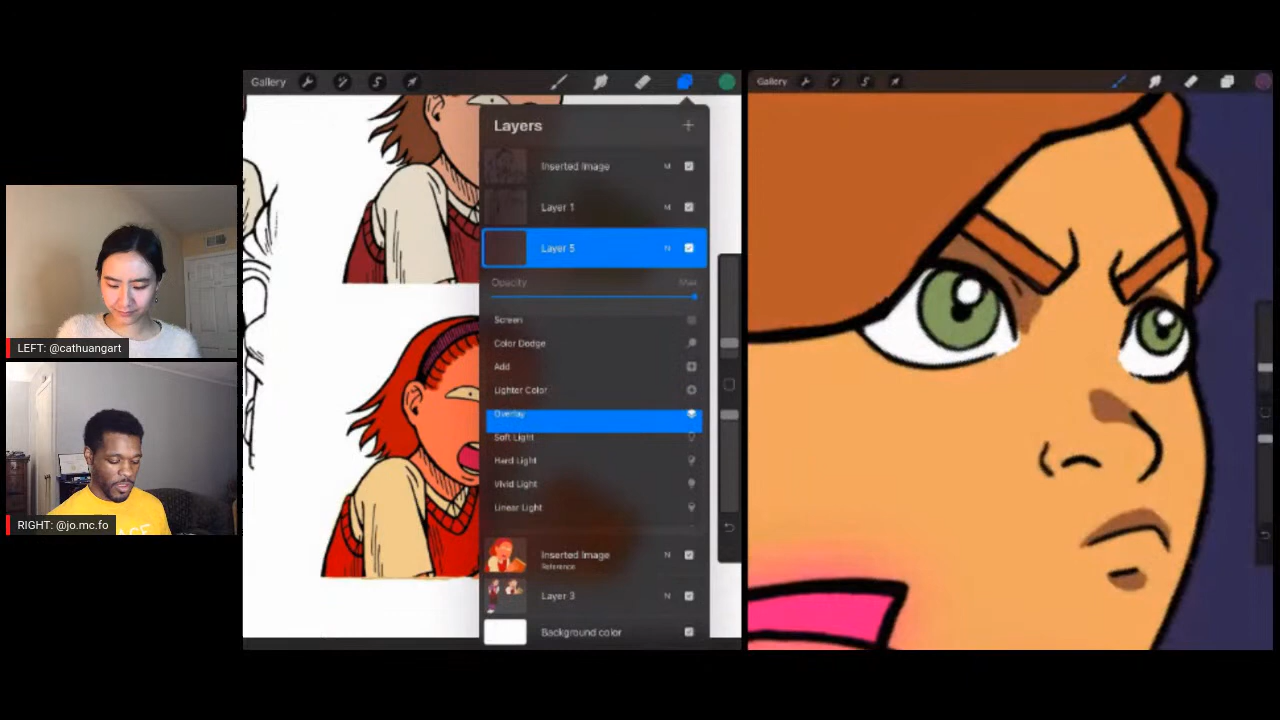 LEFT: @cathuangart
RIGHT: @jo.mc.fo
Gallery
Layers
Inserted Image
M
Layer 1
M
Layer 5
N
Opacity
Max
Screen
Color Dodge
Add
Lighter Color
Overlay
Soft Light
Hard Light
Vivid Light
Linear Light
Inserted Image
N
Reference
Layer 3
N
Background color
Gallery